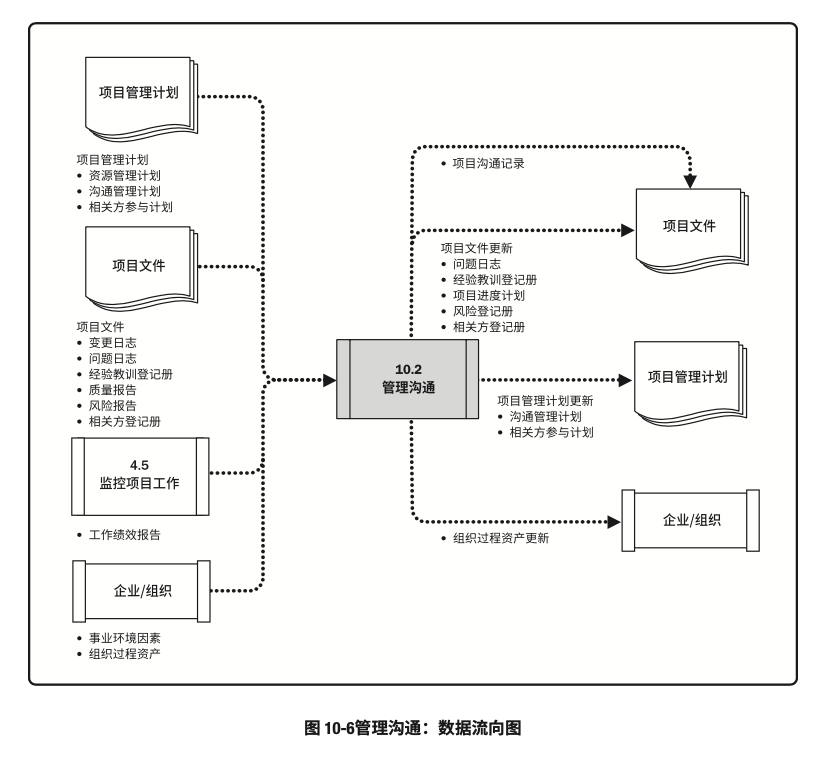 项目管理计划
项目管理计划
• 资源管理计划
• 沟通管理计划
• 相关方参与计划
项目文件
项目文件
• 变更日志
• 问题日志
• 经验教训登记册
• 质量报告
• 风险报告
• 相关方登记册
4.5
监控项目工作
• 工作绩效报告
企业/组织
• 事业环境因素
• 组织过程资产
10.2
管理沟通
• 项目沟通记录
项目文件
项目文件更新
• 问题日志
• 经验教训登记册
• 项目进度计划
• 风险登记册
• 相关方登记册
项目管理计划
项目管理计划更新
• 沟通管理计划
• 相关方参与计划
企业/组织
• 组织过程资产更新
图 10-6管理沟通：数据流向图